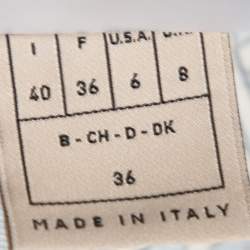 I F U.S.A.
40 36 6 8
B - CH - D - DK
36
MADE IN ITALY